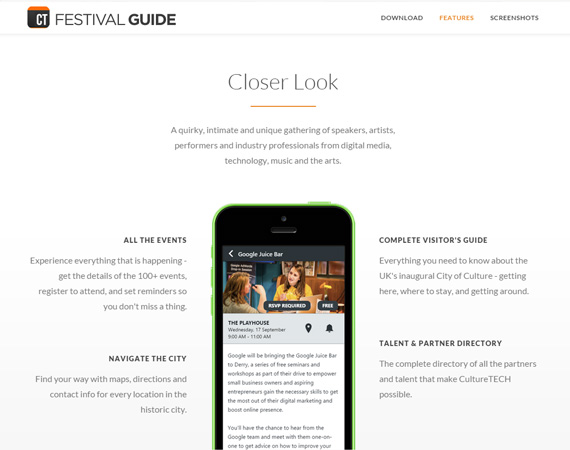 CT FESTIVAL GUIDE
DOWNLOAD FEATURES SCREENSHOTS
Closer Look
A quirky, intimate and unique gathering of speakers, artists,
performers and industry professionals from digital media,
technology, music and the arts.
ALL THE EVENTS
Experience everything that is happening -
get the details of the 100+ events,
register to attend, and set reminders so
you don't miss a thing.
NAVIGATE THE CITY
Find your way with maps, directions and
contact info for every location in the
historic city.
Google Juice Bar
RSVP REQUIRED FREE
THE PLAYHOUSE
Wednesday, 17 September
9:00 AM - 11:00 AM
Google will be bringing the Google Juice Bar
to Derry, a series of free seminars and
workshops as part of their drive to empower
small business owners and aspiring
entrepreneurs gain the necessary skills to get
the most out of their digital marketing and
boost online presence.
You'll have the chance to hear from the
Google team and meet with them one-on-
one to get advice on how to improve your
COMPLETE VISITOR'S GUIDE
Everything you need to know about the
UK's inaugural City of Culture - getting
here, where to stay, and getting around.
TALENT & PARTNER DIRECTORY
The complete directory of all the partners
and talent that make CultureTECH
possible.